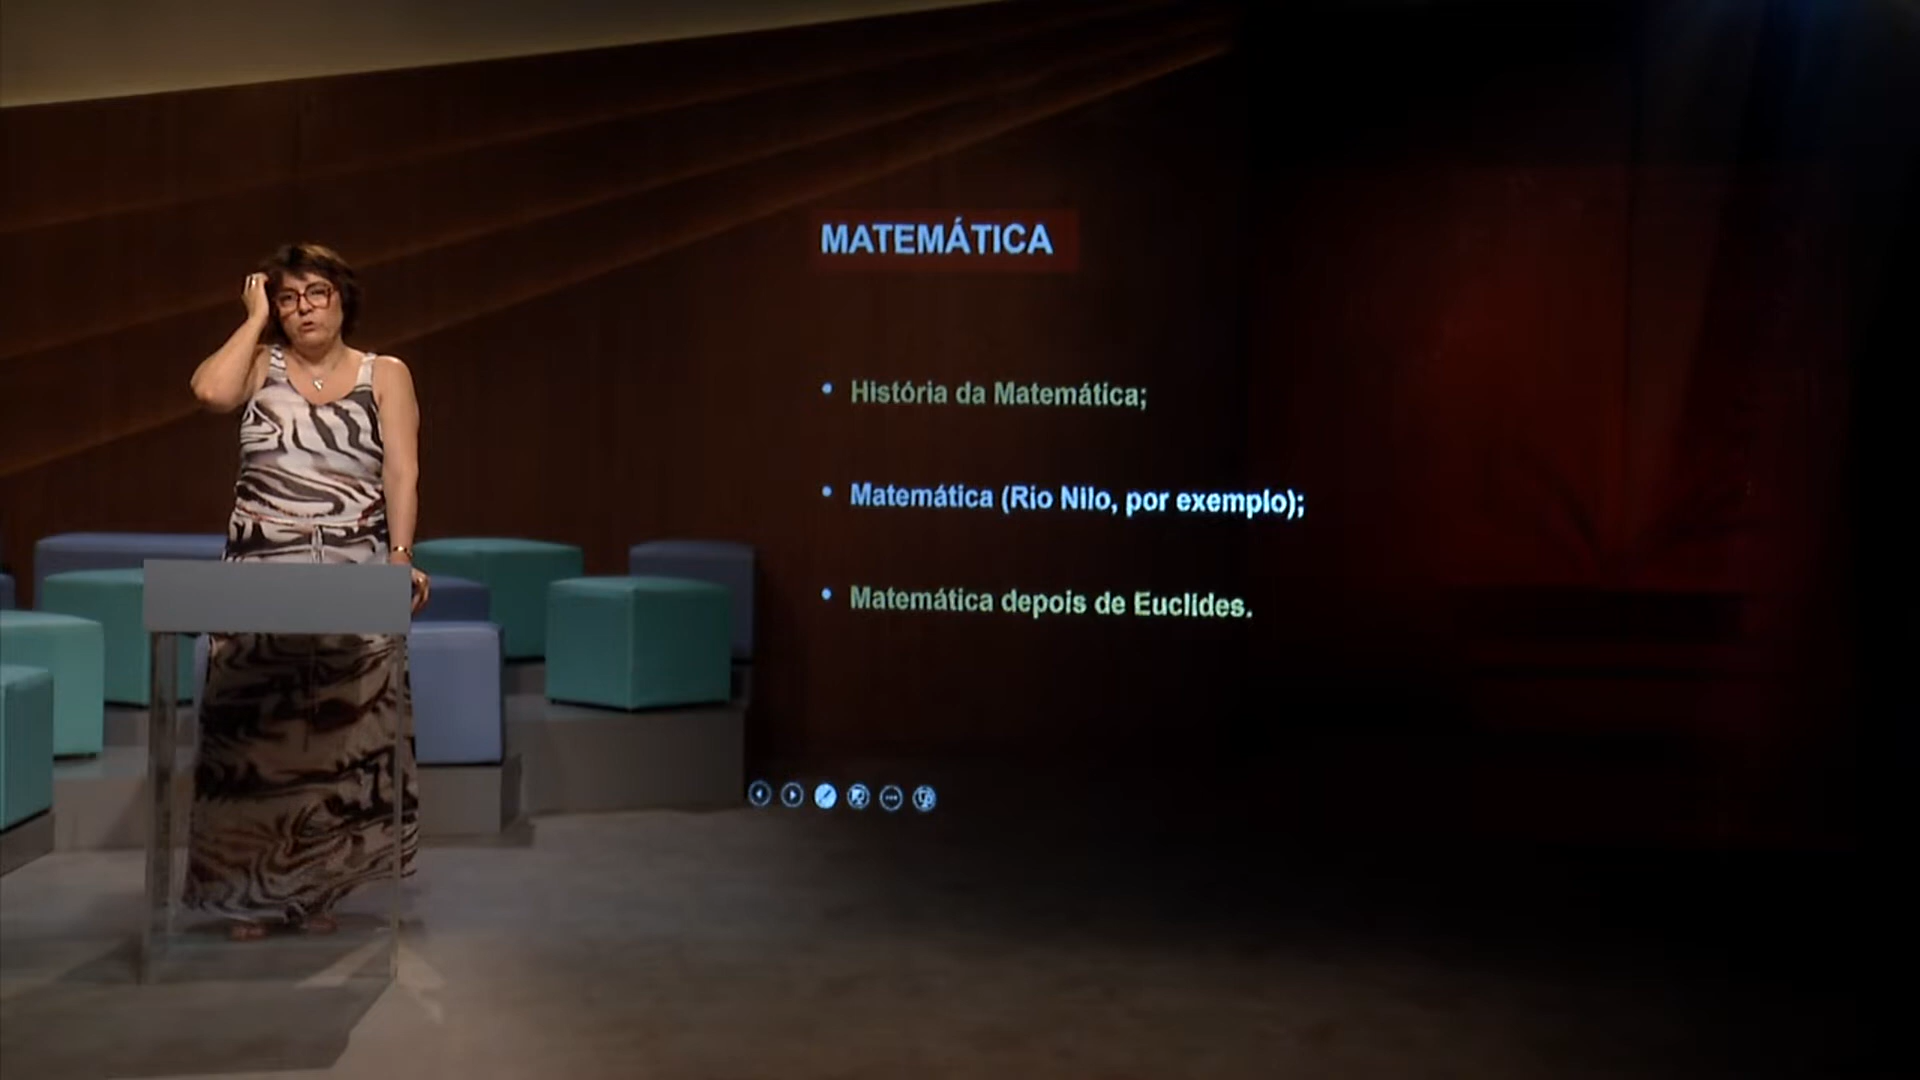 MATEMÁTICA
• História da Matemática;
• Matemática (Rio Nilo, por exemplo);
• Matemática depois de Euclides.